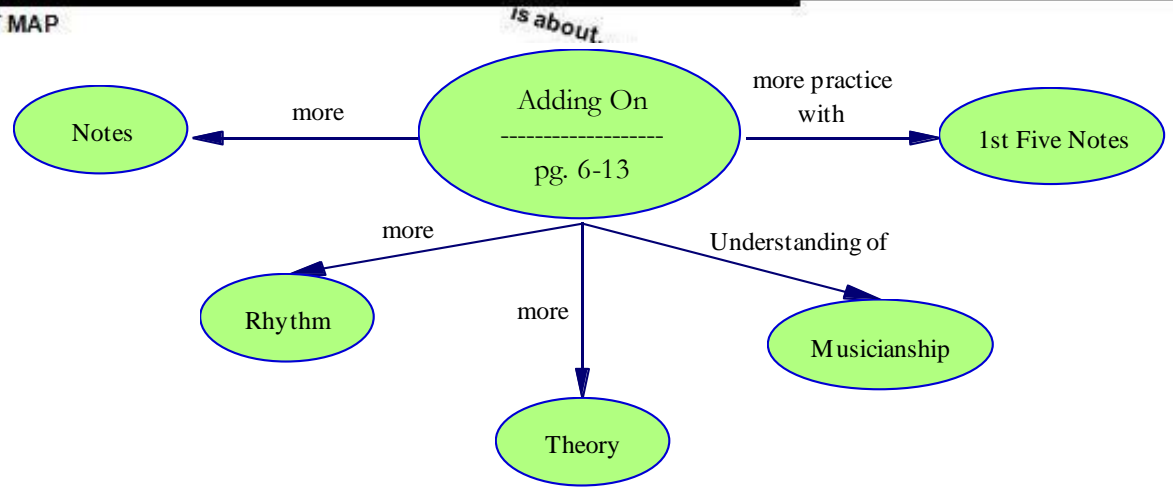 MAP
is about.
Adding On
-------------------
pg. 6-13
more
Notes
more practice
with
1st Five Notes
more
Rhythm
more
Theory
Understanding of
Musicianship